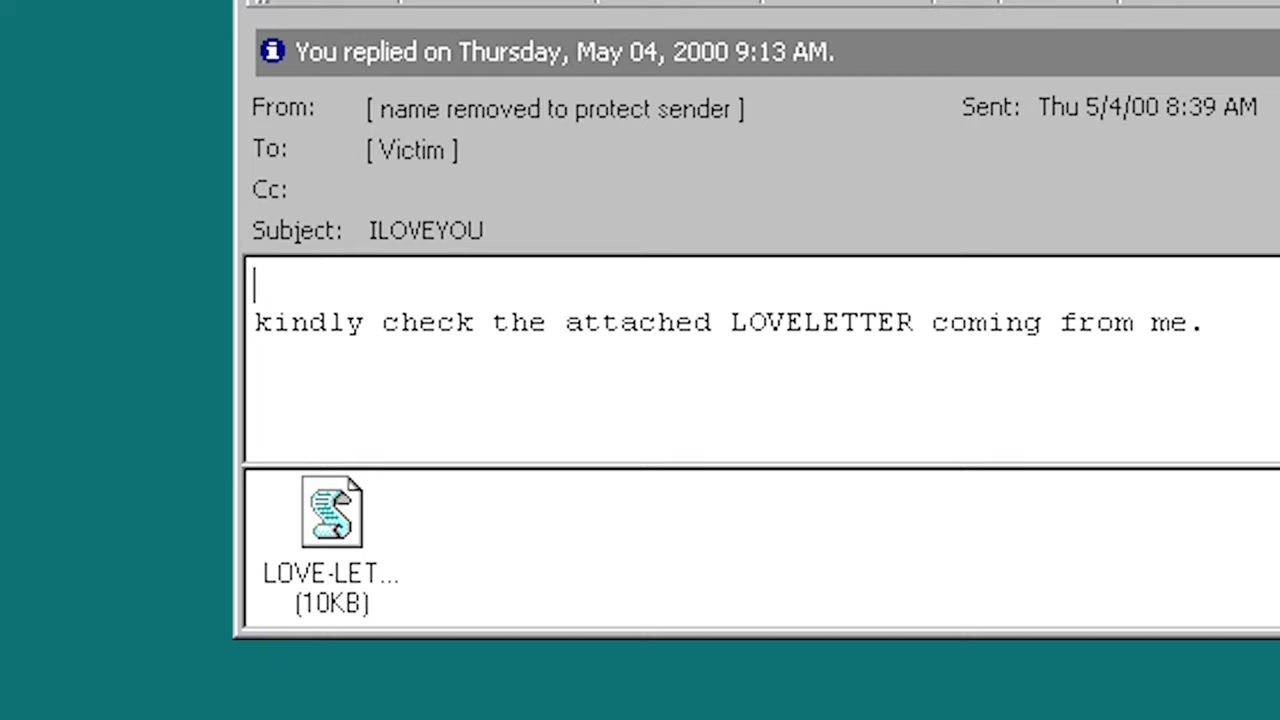 You replied on Thursday, May 04, 2000 9:13 AM.
From: [ name removed to protect sender ] Sent: Thu 5/4/00 8:39 AM
To: [ Victim ]
Cc:
Subject: ILOVEYOU
kindly check the attached LOVELETTER coming from me.
LOVE-LET...
(10KB)